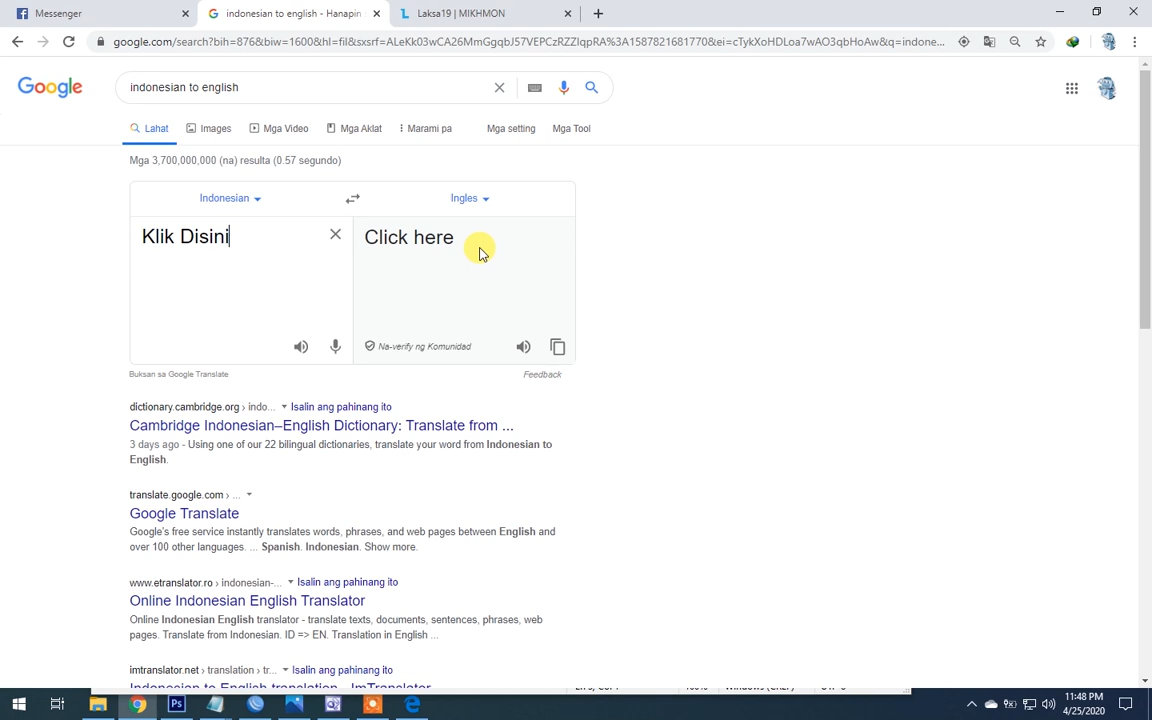 Messenger
indonesian to english - Hanapin
Laksa19 | MIKHMON
google.com/search?bih=876&biw=1600&hl=fil&sxsrf=ALeKk03wCA26MmGgqbJ57VEPCzRZZIqpRA%3A1587821681770&ei=cTykXoHDLoa7wAO3qbHoAw&q=indone...
Google
indonesian to english
Lahat
Images
Mga Video
Mga Aklat
Marami pa
Mga setting
Mga Tool
Mga 3,700,000,000 (na) resulta (0.57 segundo)
Indonesian
Ingles
Klik Disini
Click here
Na-verify ng Komunidad
Buksan sa Google Translate
Feedback
dictionary.cambridge.org › indo... Isalin ang pahinang ito
Cambridge Indonesian–English Dictionary: Translate from ...
3 days ago - Using one of our 22 bilingual dictionaries, translate your word from Indonesian to
English.
translate.google.com › ...
Google Translate
Google's free service instantly translates words, phrases, and web pages between English and
over 100 other languages. ... Spanish. Indonesian. Show more.
www.etranslator.ro › indonesian-... Isalin ang pahinang ito
Online Indonesian English Translator
Online Indonesian English translator - translate texts, documents, sentences, phrases, web
pages. Translate from Indonesian. ID => EN. Translation in English ...
imtranslator.net › translation › tr... Isalin ang pahinang ito
Indonesian to English translation - ImTranslator
11:48 PM
4/25/2020